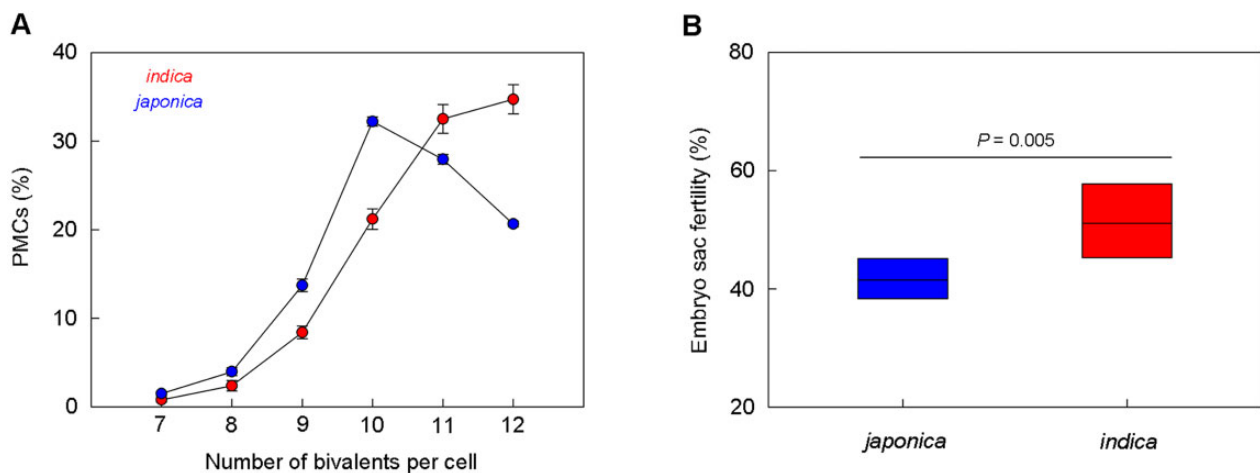 A
PMCs (%)
40
30
20
10
0
indica
japonica
7 8 9 10 11 12
Number of bivalents per cell
B
Embryo sac fertility (%)
80
60
40
20
P = 0.005
japonica indica